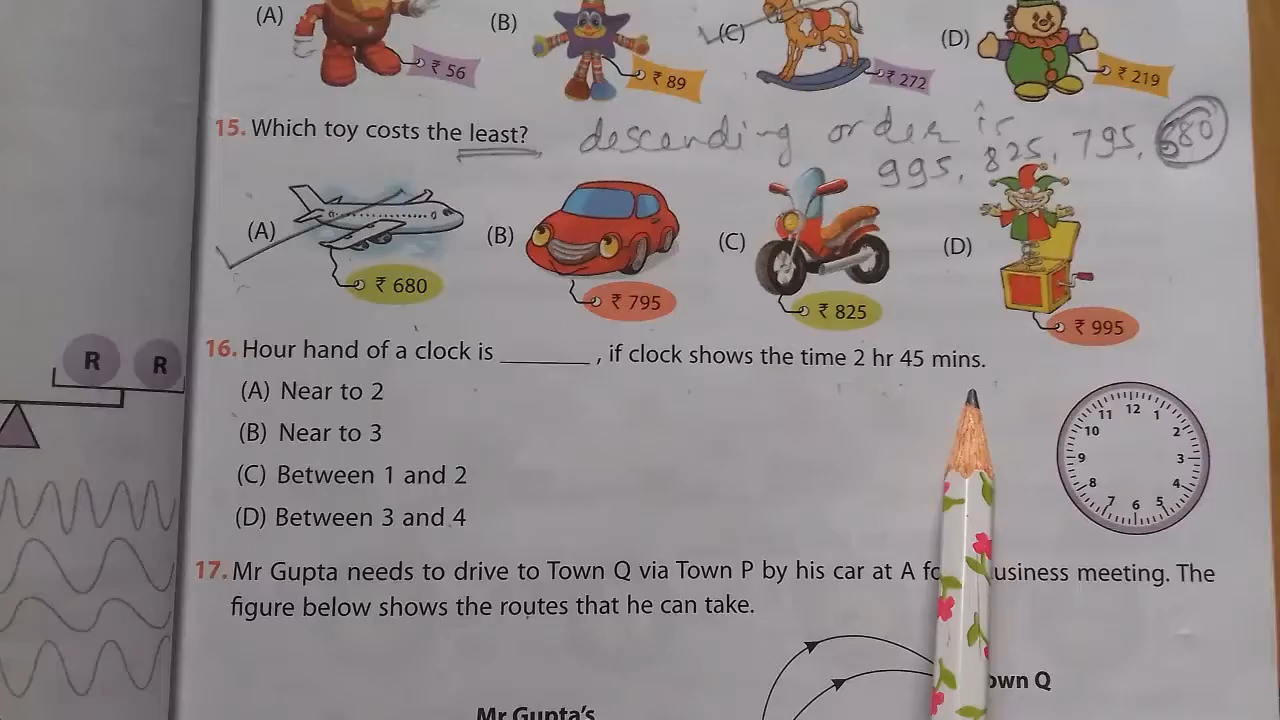 (A)
₹ 56
(B)
₹ 89
(C)
₹ 272
(D)
₹ 219
15. Which toy costs the least?
descending order is
995, 825, 795, 680
(A)
₹ 680
(B)
₹ 795
(C)
₹ 825
(D)
₹ 995
16. Hour hand of a clock is ________ , if clock shows the time 2 hr 45 mins.
(A) Near to 2
(B) Near to 3
(C) Between 1 and 2
(D) Between 3 and 4
12 1 2 3 4 5 6 7 8 9 10 11
R R
17. Mr Gupta needs to drive to Town Q via Town P by his car at A usiness meeting. The
figure below shows the routes that he can take.
own Q
Mr Gupta's